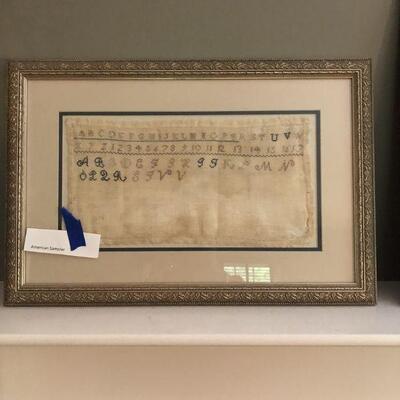 A B C D E F G H I J K L M N O P Q R S T U V W
X Y Z 1 2 3 4 5 6 7 8 9 10 11 12 13 14 15 16 17
A B C D E F G H I J K L M N
O P Q R S T U V
American Sampler